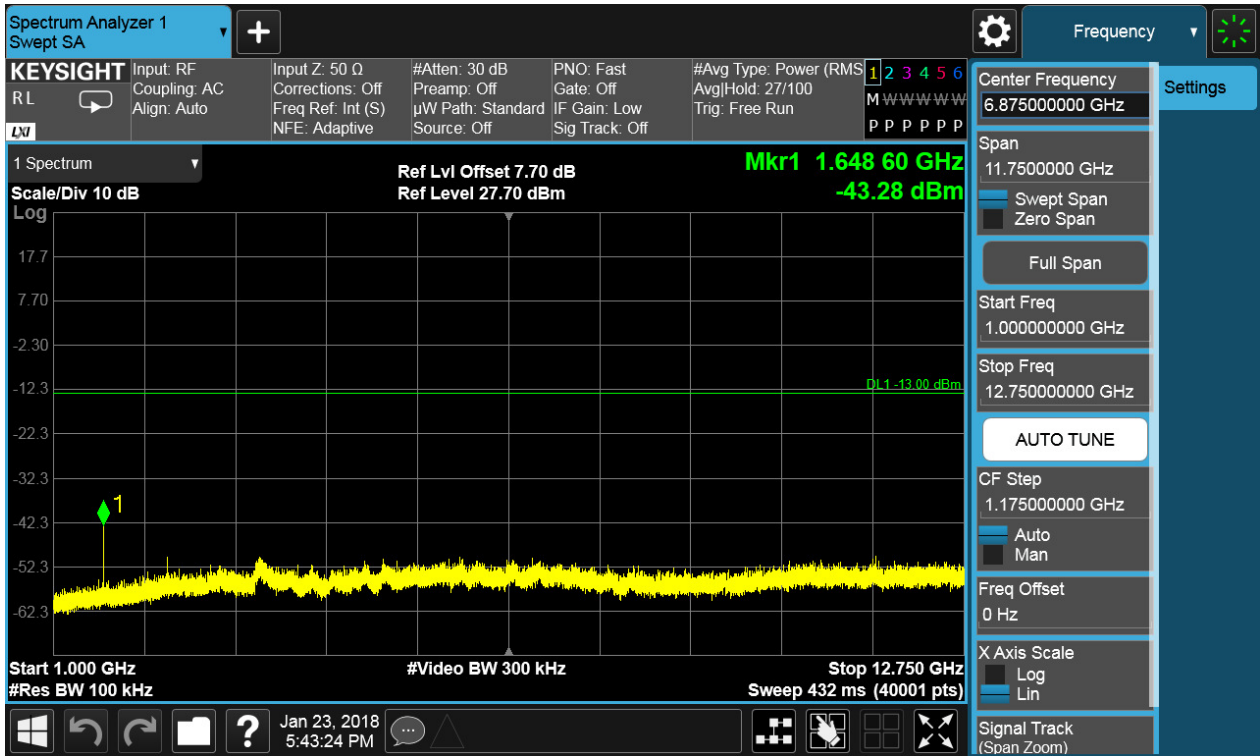 Spectrum Analyzer 1
Swept SA
+
Frequency
KEYSIGHT
RL
LXI
Input: RF
Coupling: AC
Align: Auto
Input Z: 50 Ω
Corrections: Off
Freq Ref: Int (S)
NFE: Adaptive
#Atten: 30 dB
Preamp: Off
µW Path: Standard
Source: Off
PNO: Fast
Gate: Off
IF Gain: Low
Sig Track: Off
#Avg Type: Power (RMS
Avg|Hold: 27/100
Trig: Free Run
1 2 3 4 5 6
M W W W W W
P P P P P P
1 Spectrum
Scale/Div 10 dB
Log
Ref Lvl Offset 7.70 dB
Ref Level 27.70 dBm
Mkr1 1.648 60 GHz
-43.28 dBm
17.7
7.70
-2.30
-12.3
DL1 -13.00 dBm
-22.3
-32.3
1
-42.3
-52.3
-62.3
Start 1.000 GHz
#Video BW 300 kHz
Stop 12.750 GHz
#Res BW 100 kHz
Sweep 432 ms (40001 pts)
Center Frequency
6.875000000 GHz
Span
11.7500000 GHz
Swept Span
Zero Span
Full Span
Start Freq
1.000000000 GHz
Stop Freq
12.750000000 GHz
AUTO TUNE
CF Step
1.175000000 GHz
Auto
Man
Freq Offset
0 Hz
X Axis Scale
Log
Lin
Signal Track
(Span Zoom)
Settings
?
Jan 23, 2018
5:43:24 PM